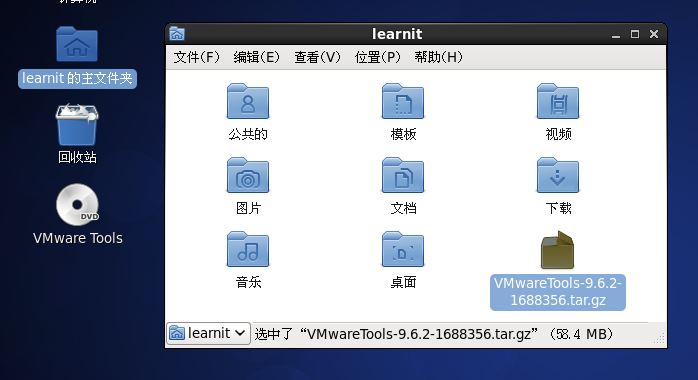 learnit 的主文件夹
回收站
DVD
VMware Tools
learnit
文件(F) 编辑(E) 查看(V) 位置(P) 帮助(H)
公共的 模板 视频
图片 文档 下载
音乐 桌面 VMwareTools-9.6.2-
1688356.tar.gz
learnit 选中了“VMwareTools-9.6.2-1688356.tar.gz” (58.4 MB)